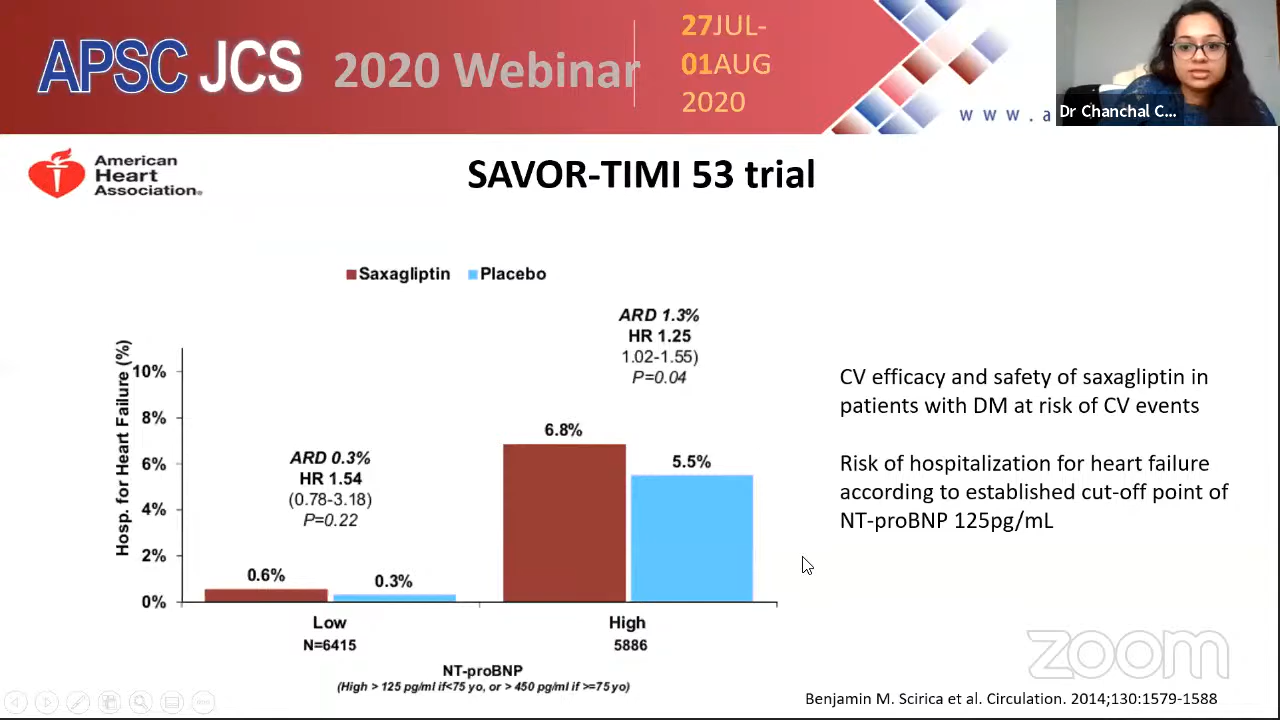 APSC JCS 2020 Webinar
27JUL-
01AUG
2020
www.a
Dr Chanchal C...
American
Heart
Association®
SAVOR-TIMI 53 trial
Saxagliptin Placebo
Hosp. for Heart Failure (%)
10%
8%
6%
4%
2%
0%
ARD 0.3%
HR 1.54
(0.78-3.18)
P=0.22
0.6%
0.3%
ARD 1.3%
HR 1.25
1.02-1.55)
P=0.04
6.8%
5.5%
Low
N=6415
High
5886
NT-proBNP
(High > 125 pg/ml if<75 yo, or > 450 pg/ml if >=75 yo)
CV efficacy and safety of saxagliptin in
patients with DM at risk of CV events
Risk of hospitalization for heart failure
according to established cut-off point of
NT-proBNP 125pg/mL
zoom
Benjamin M. Scirica et al. Circulation. 2014;130:1579-1588